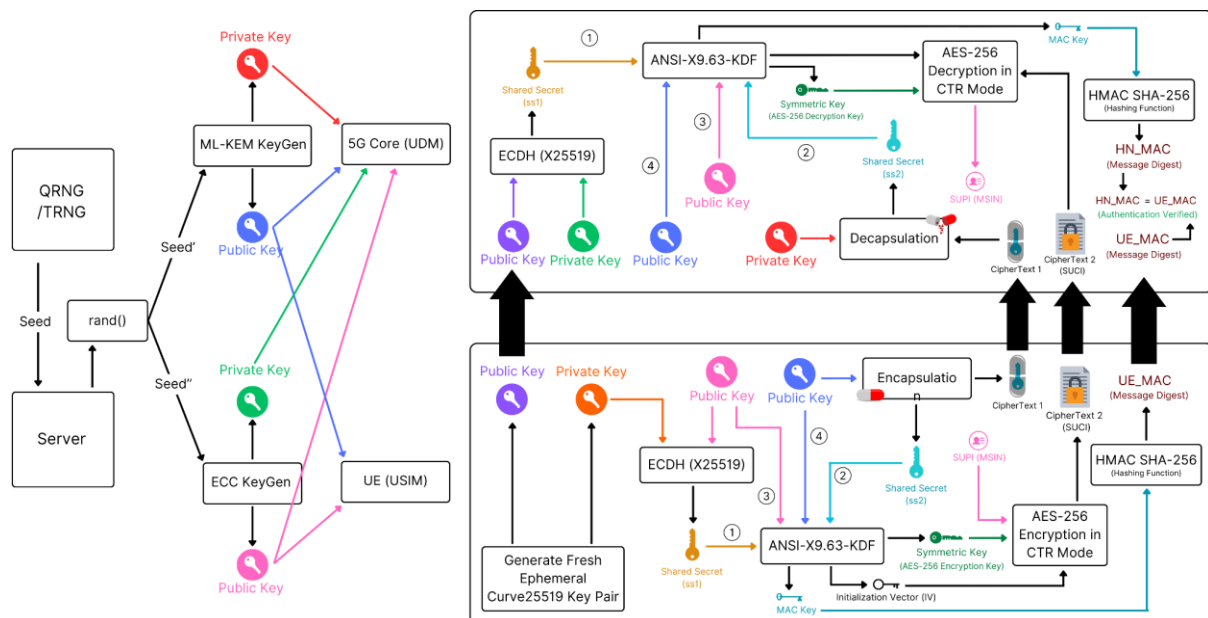 Private Key
ML-KEM KeyGen
5G Core (UDM)
QRNG
/TRNG
Public Key
Seed'
Seed
rand()
Seed"
Private Key
Server
ECC KeyGen
UE (USIM)
Public Key
1
Shared Secret
(ss1)
ANSI-X9.63-KDF
AES-256
Decryption in
CTR Mode
MAC Key
HMAC SHA-256
(Hashing Function)
Symmetric Key
(AES-256 Decryption Key)
3
2
4
ECDH (X25519)
Shared Secret
(ss2)
SUPI (MSIN)
HN_MAC
(Message Digest)
HN_MAC = UE_MAC
(Authentication Verified)
UE_MAC
(Message Digest)
Public Key
Decapsulation
Public Key
Private Key
Public Key
Private Key
CipherText 1
CipherText 2
(SUCI)
Public Key
Private Key
Public Key
Public Key
Encapsulatio
n
CipherText 1
CipherText 2
(SUCI)
UE_MAC
(Message Digest)
4
ECDH (X25519)
3
2
Shared Secret
(ss2)
SUPI (MSIN)
HMAC SHA-256
(Hashing Function)
1
Shared Secret
(ss1)
ANSI-X9.63-KDF
Symmetric Key
(AES-256 Encryption Key)
AES-256
Encryption in
CTR Mode
Generate Fresh
Ephemeral
Curve25519 Key Pair
MAC Key
Initialization Vector (IV)